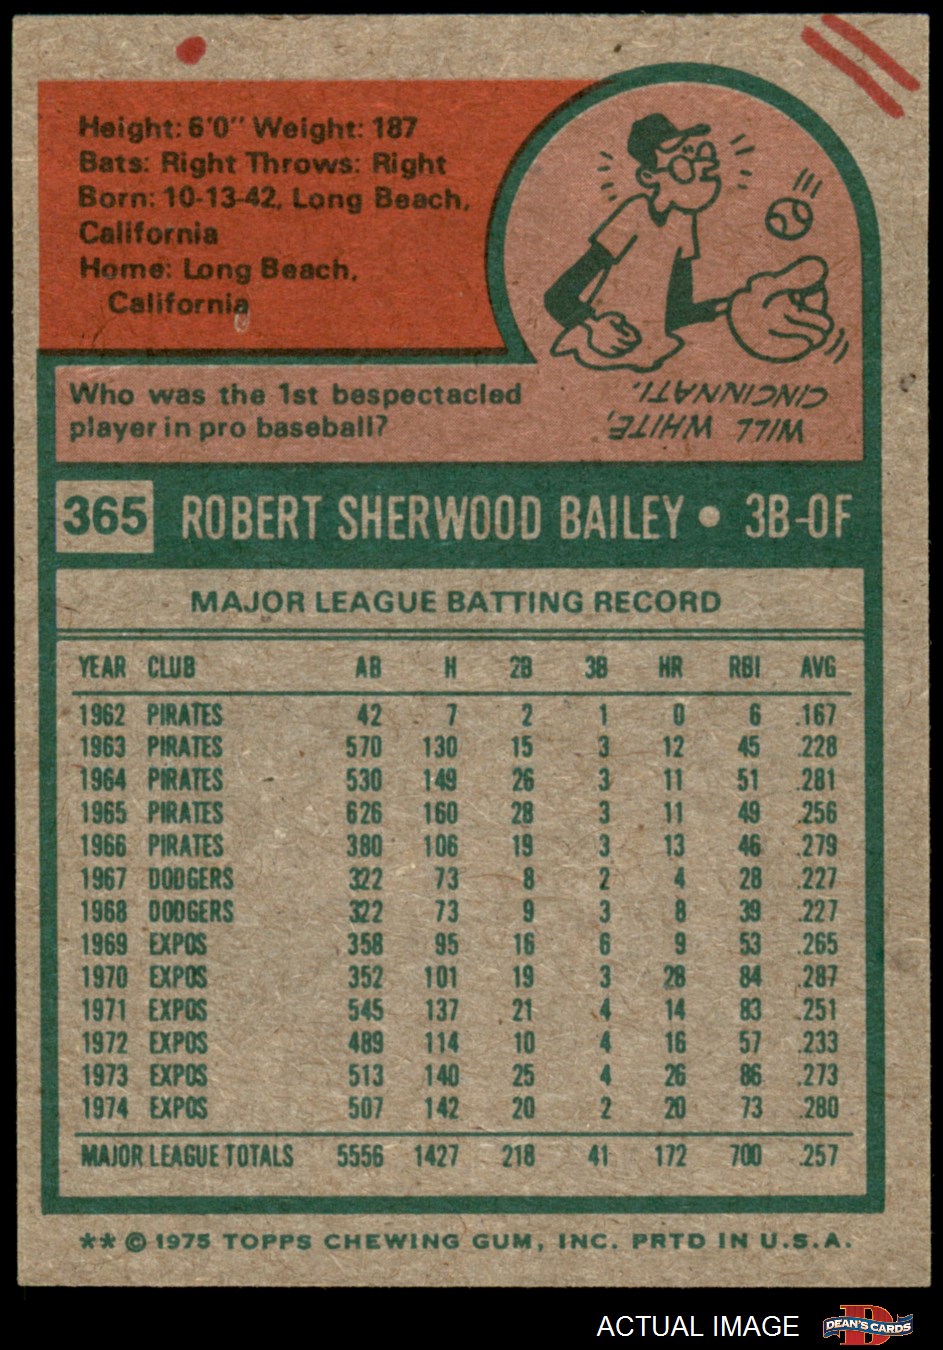 Height: 6'0" Weight: 187
Bats: Right Throws: Right
Born: 10-13-42, Long Beach,
California
Home: Long Beach,
California
Who was the 1st bespectacled
player in pro baseball?
WILL WHITE,
CINCINNATI.
365 ROBERT SHERWOOD BAILEY • 3B-OF
MAJOR LEAGUE BATTING RECORD
YEAR CLUB AB H 2B 3B HR RBI AVG
1962 PIRATES 42 7 2 1 0 6 .167
1963 PIRATES 570 130 15 3 12 45 .228
1964 PIRATES 530 149 26 3 11 51 .281
1965 PIRATES 626 160 28 3 11 49 .256
1966 PIRATES 380 106 19 3 13 46 .279
1967 DODGERS 322 73 8 2 4 28 .227
1968 DODGERS 322 73 9 3 8 39 .227
1969 EXPOS 358 95 16 6 9 53 .265
1970 EXPOS 352 101 19 3 28 84 .287
1971 EXPOS 545 137 21 4 14 83 .251
1972 EXPOS 489 114 10 4 16 57 .233
1973 EXPOS 513 140 25 4 26 86 .273
1974 EXPOS 507 142 20 2 20 73 .280
MAJOR LEAGUE TOTALS 5556 1427 218 41 172 700 .257
** © 1975 TOPPS CHEWING GUM, INC. PRTD IN U.S.A.
ACTUAL IMAGE
DEAN'S CARDS